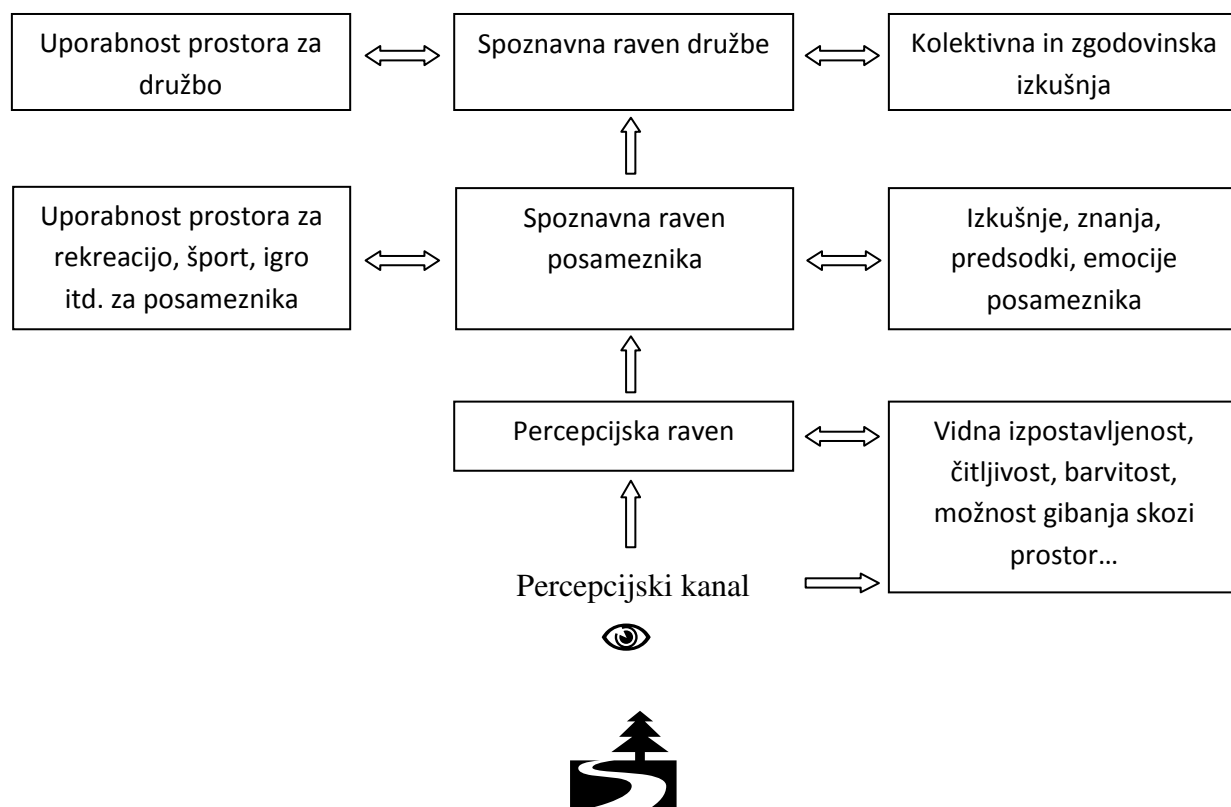 Uporabnost prostora za
družbo
Spoznavna raven družbe
Kolektivna in zgodovinska
izkušnja
Uporabnost prostora za
rekreacijo, šport, igro
itd. za posameznika
Spoznavna raven
posameznika
Izkušnje, znanja,
predsodki, emocije
posameznika
Percepcijska raven
Vidna izpostavljenost,
čitljivost, barvitost,
možnost gibanja skozi
prostor...
Percepcijski kanal